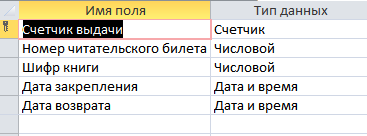 Имя поля Тип данных
Счетчик выдачи Счетчик
Номер читательского билета Числовой
Шифр книги Числовой
Дата закрепления Дата и время
Дата возврата Дата и время